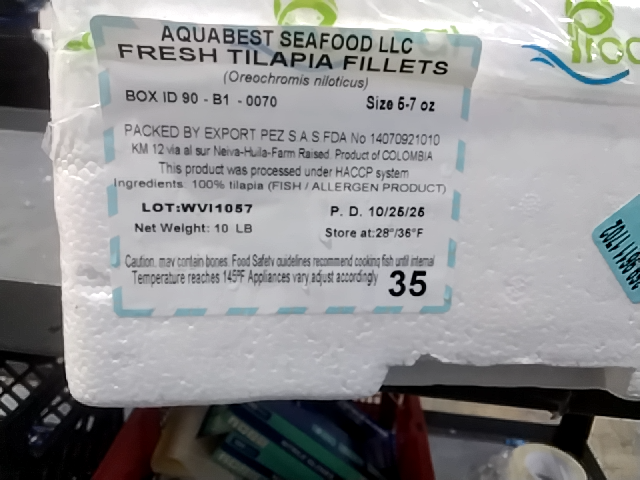 AQUABEST SEAFOOD LLC
FRESH TILAPIA FILLETS
(Oreochromis niloticus)
BOX ID 90 - B1 - 0070 Size 5-7 oz
PACKED BY EXPORT PEZ S.A.S.FDA No 14070921010
KM 12 via al sur Neiva-Huila-Farm Raised. Product of COLOMBIA
This product was processed under HACCP system
Ingredients: 100% tilapia (FISH / ALLERGEN PRODUCT)
LOT:WVI1057 P. D. 10/25/25
Net Weight: 10 LB Store at:28°/36°F
Caution, may contain bones. Food Safety guidelines recommend cooking fish until internal
Temperature reaches 145ºF Appliances vary adjust accordingly 35